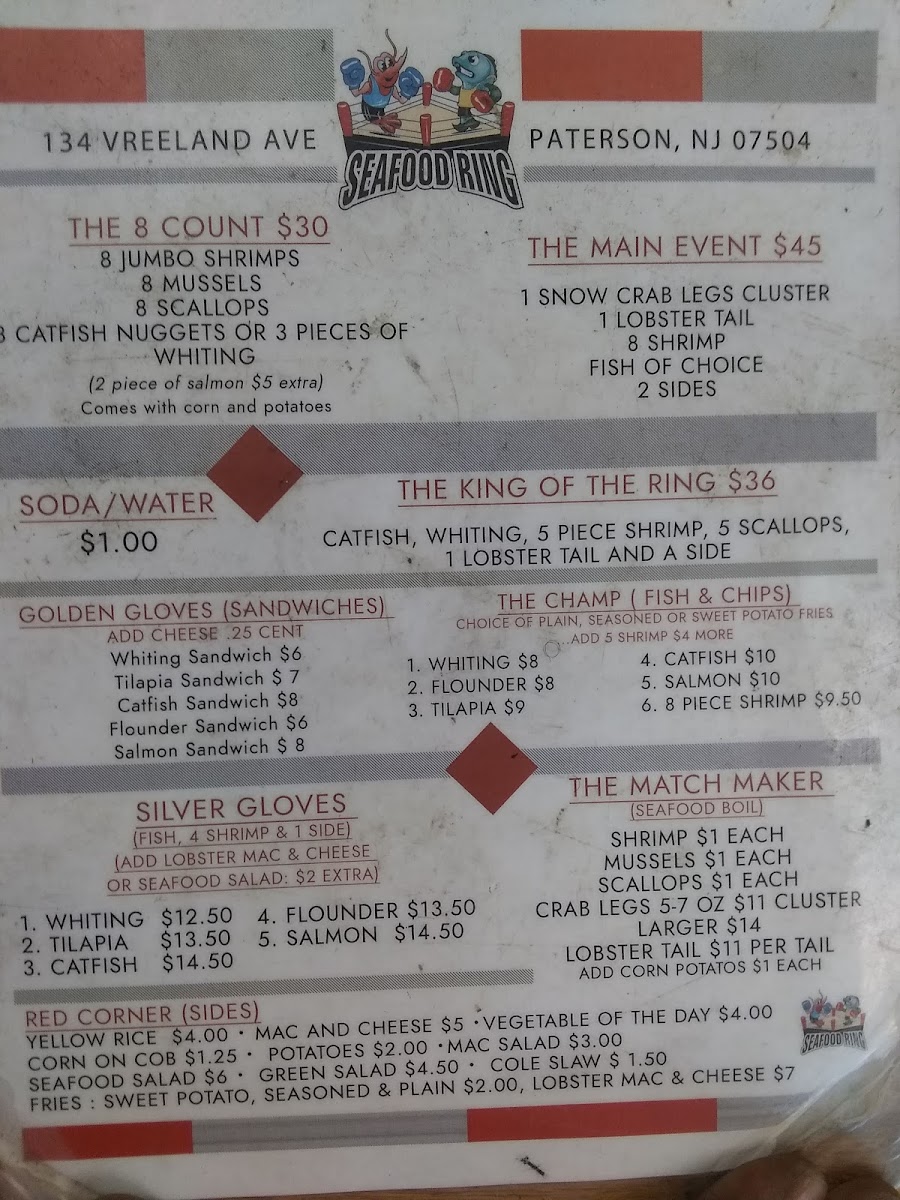 134 VREELAND AVE
SEAFOOD RING
PATERSON, NJ 07504
THE 8 COUNT $30
8 JUMBO SHRIMPS
8 MUSSELS
8 SCALLOPS
3 CATFISH NUGGETS OR 3 PIECES OF
WHITING
(2 piece of salmon $5 extra)
Comes with corn and potatoes
THE MAIN EVENT $45
1 SNOW CRAB LEGS CLUSTER
1 LOBSTER TAIL
8 SHRIMP
FISH OF CHOICE
2 SIDES
SODA/WATER
$1.00
THE KING OF THE RING $36
CATFISH, WHITING, 5 PIECE SHRIMP, 5 SCALLOPS,
1 LOBSTER TAIL AND A SIDE
GOLDEN GLOVES (SANDWICHES)
ADD CHEESE .25 CENT
Whiting Sandwich $6
Tilapia Sandwich $ 7
Catfish Sandwich $8
Flounder Sandwich $6
Salmon Sandwich $ 8
THE CHAMP ( FISH & CHIPS)
CHOICE OF PLAIN, SEASONED OR SWEET POTATO FRIES
...ADD 5 SHRIMP $4 MORE
1. WHITING $8
2. FLOUNDER $8
3. TILAPIA $9
4. CATFISH $10
5. SALMON $10
6. 8 PIECE SHRIMP $9.50
SILVER GLOVES
(FISH, 4 SHRIMP & 1 SIDE)
(ADD LOBSTER MAC & CHEESE
OR SEAFOOD SALAD: $2 EXTRA)
1. WHITING $12.50
2. TILAPIA $13.50
3. CATFISH $14.50
4. FLOUNDER $13.50
5. SALMON $14.50
THE MATCH MAKER
(SEAFOOD BOIL)
SHRIMP $1 EACH
MUSSELS $1 EACH
SCALLOPS $1 EACH
CRAB LEGS 5-7 OZ $11 CLUSTER
LARGER $14
LOBSTER TAIL $11 PER TAIL
ADD CORN POTATOS $1 EACH
RED CORNER (SIDES)
YELLOW RICE $4.00 • MAC AND CHEESE $5 • VEGETABLE OF THE DAY $4.00
CORN ON COB $1.25 • POTATOES $2.00 • MAC SALAD $3.00
SEAFOOD SALAD $6 • GREEN SALAD $4.50 • COLE SLAW $ 1.50
FRIES : SWEET POTATO, SEASONED & PLAIN $2.00, LOBSTER MAC & CHEESE $7
SEAFOOD RING